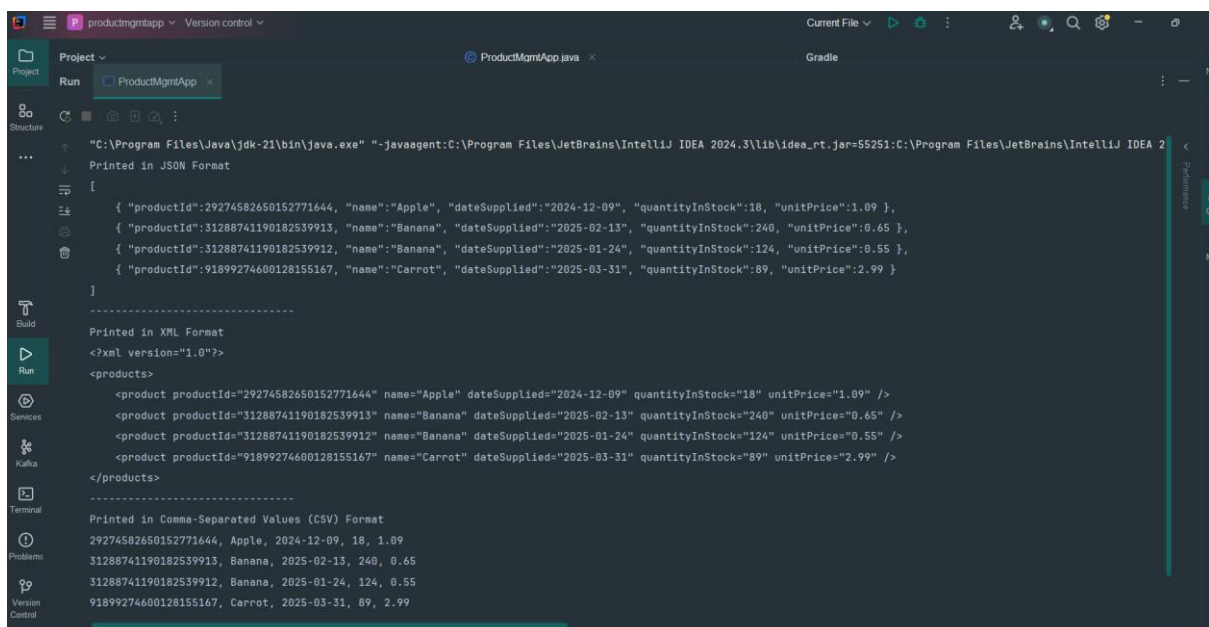 P productmgmtapp Version control Current File
Project
Project ProductMgmtApp.java × Gradle
Run ProductMgmtApp ×
Structure
Performance
"C:\Program Files\Java\jdk-21\bin\java.exe" "-javaagent:C:\Program Files\JetBrains\IntelliJ IDEA 2024.3\lib\idea_rt.jar=55251:C:\Program Files\JetBrains\IntelliJ IDEA 2
Printed in JSON Format
[
{ "productId":29274582650152771644, "name":"Apple", "dateSupplied":"2024-12-09", "quantityInStock":18, "unitPrice":1.09 },
{ "productId":31288741190182539913, "name":"Banana", "dateSupplied":"2025-02-13", "quantityInStock":240, "unitPrice":0.65 },
{ "productId":31288741190182539912, "name":"Banana", "dateSupplied":"2025-01-24", "quantityInStock":124, "unitPrice":0.55 },
{ "productId":91899274600128155167, "name":"Carrot", "dateSupplied":"2025-03-31", "quantityInStock":89, "unitPrice":2.99 }
]
--------------------------------
Printed in XML Format
<?xml version="1.0"?>
<products>
<product productId="29274582650152771644" name="Apple" dateSupplied="2024-12-09" quantityInStock="18" unitPrice="1.09" />
<product productId="31288741190182539913" name="Banana" dateSupplied="2025-02-13" quantityInStock="240" unitPrice="0.65" />
<product productId="31288741190182539912" name="Banana" dateSupplied="2025-01-24" quantityInStock="124" unitPrice="0.55" />
<product productId="91899274600128155167" name="Carrot" dateSupplied="2025-03-31" quantityInStock="89" unitPrice="2.99" />
</products>
--------------------------------
Printed in Comma-Separated Values (CSV) Format
29274582650152771644, Apple, 2024-12-09, 18, 1.09
31288741190182539913, Banana, 2025-02-13, 240, 0.65
31288741190182539912, Banana, 2025-01-24, 124, 0.55
91899274600128155167, Carrot, 2025-03-31, 89, 2.99
Build
Run
Services
Kafka
Terminal
Problems
Version
Control